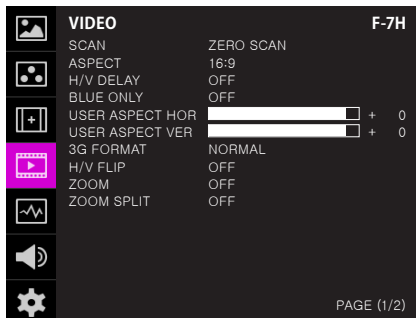 VIDEO F-7H
SCAN ZERO SCAN
ASPECT 16:9
H/V DELAY OFF
BLUE ONLY OFF
USER ASPECT HOR + 0
USER ASPECT VER + 0
3G FORMAT NORMAL
H/V FLIP OFF
ZOOM OFF
ZOOM SPLIT OFF
PAGE (1/2)